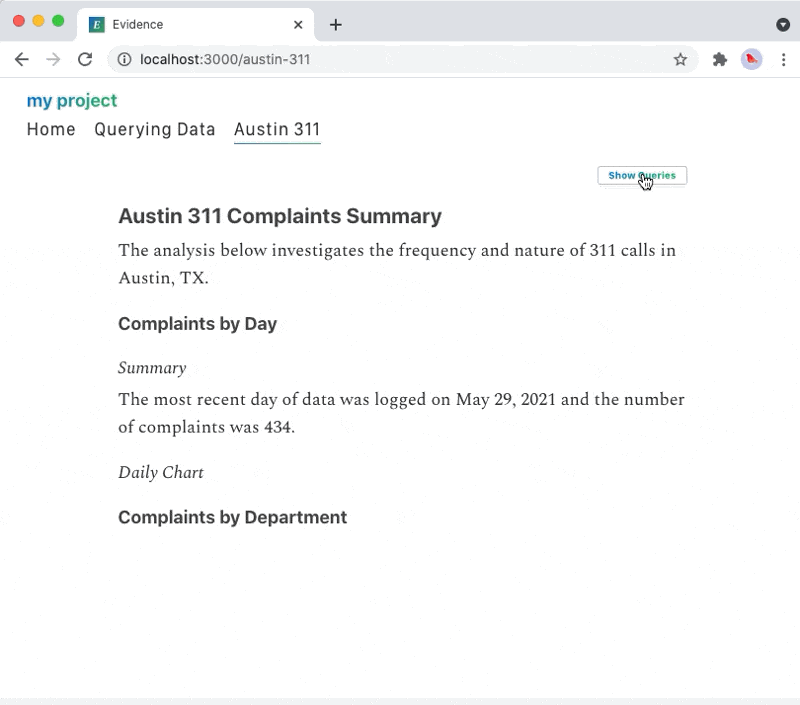 E Evidence
localhost:3000/austin-311
my project
Home Querying Data Austin 311
Show Queries
Austin 311 Complaints Summary
The analysis below investigates the frequency and nature of 311 calls in
Austin, TX.
Complaints by Day
Summary
The most recent day of data was logged on May 29, 2021 and the number
of complaints was 434.
Daily Chart
Complaints by Department